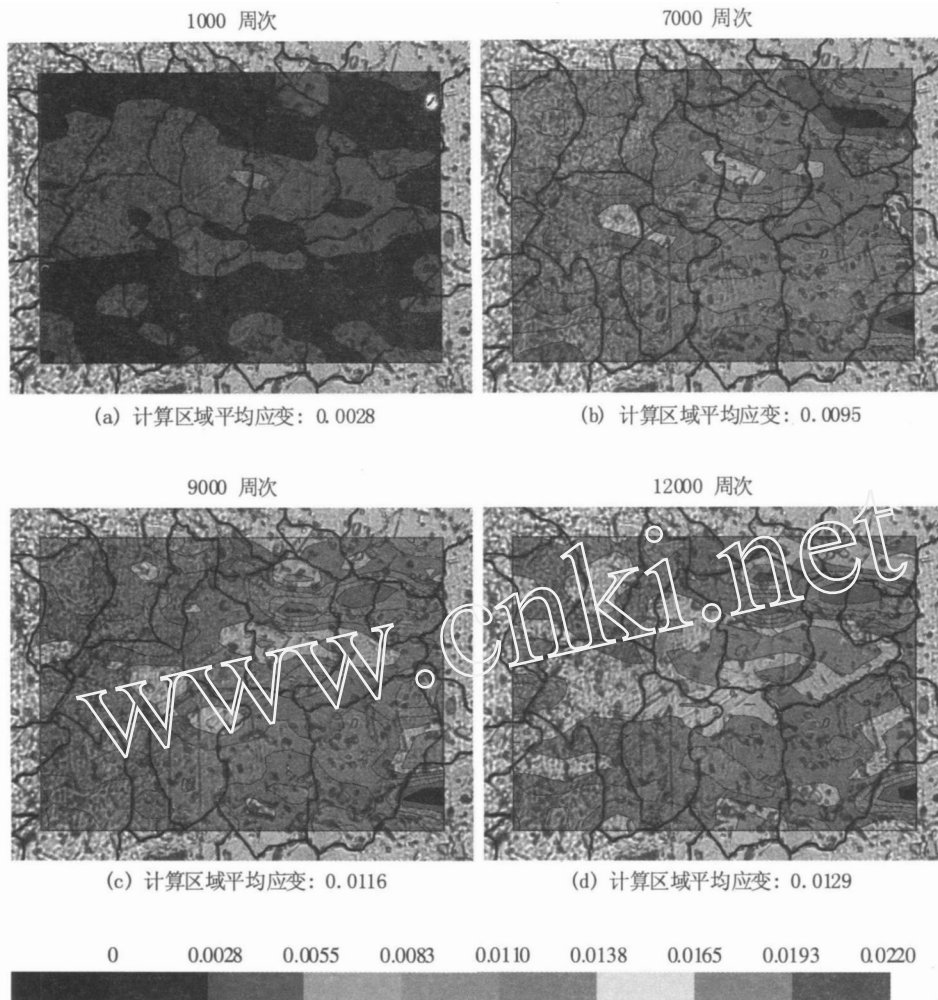 1000 周次
7000 周次
(a) 计算区域平均应变: 0.0028
(b) 计算区域平均应变: 0.0095
9000 周次
12000 周次
www.cnki.net
(c) 计算区域平均应变: 0.0116
(d) 计算区域平均应变: 0.0129
0 0.0028 0.0055 0.0083 0.0110 0.0138 0.0165 0.0193 0.0220